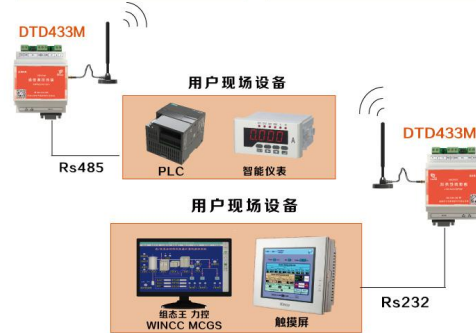 DTD433M
用户现场设备
DTD433M
Rs485
PLC
智能仪表
用户现场设备
组态王 力控
WINCC MCGS
触摸屏
Rs232